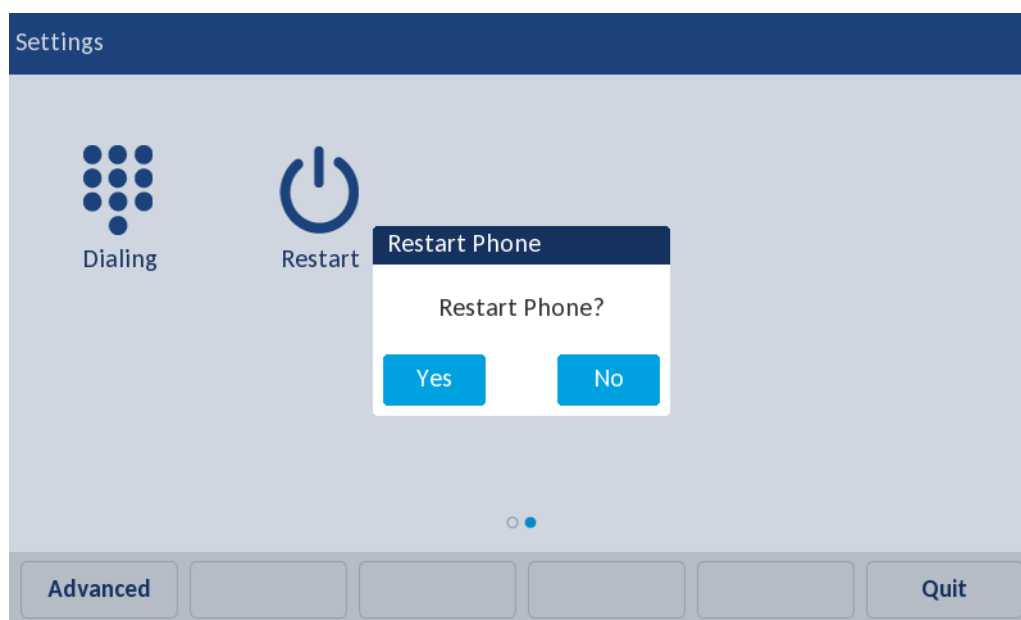 Settings
Dialing
Restart
Restart Phone
Restart Phone?
Yes No
Advanced Quit